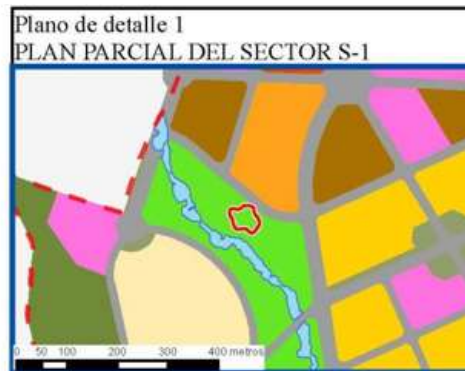 Plano de detalle 1
PLAN PARCIAL DEL SECTOR S-1
0 50 100 200 300 400 metros